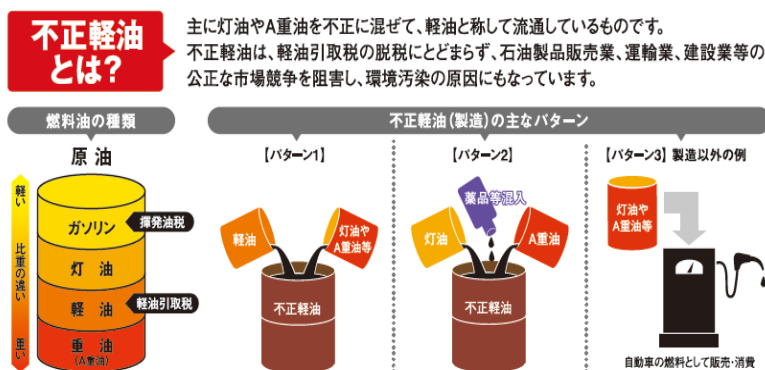 不正軽油
とは?
主に灯油やA重油を不正に混ぜて、軽油と称して流通しているものです。
不正軽油は、軽油引取税の脱税にとどまらず、石油製品販売業、運輸業、建設業等の
公正な市場競争を阻害し、環境汚染の原因にもなっています。
燃料油の種類
原油
軽い
比重の違い
重い
ガソリン
揮発油税
灯油
軽油
軽油引取税
重油
(A重油)
不正軽油(製造)の主なパターン
【パターン1】
軽油
灯油や
A重油等
不正軽油
【パターン2】
薬品等混入
灯油
A重油
不正軽油
【パターン3】製造以外の例
灯油や
A重油等
自動車の燃料として販売・消費